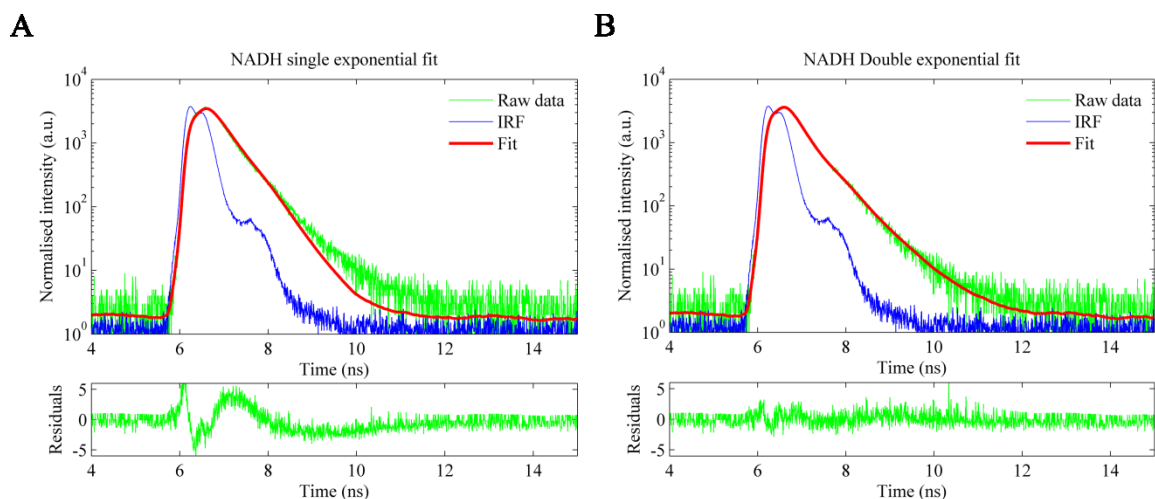 A
NADH single exponential fit
Normalised intensity (a.u.)
10^4
10^3
10^2
10^1
10^0
Raw data
IRF
Fit
4 6 8 10 12 14
Time (ns)
Residuals
5
0
-5
4 6 8 10 12 14
Time (ns)
B
NADH Double exponential fit
Normalised intensity (a.u.)
10^4
10^3
10^2
10^1
10^0
Raw data
IRF
Fit
4 6 8 10 12 14
Time (ns)
Residuals
5
0
-5
4 6 8 10 12 14
Time (ns)